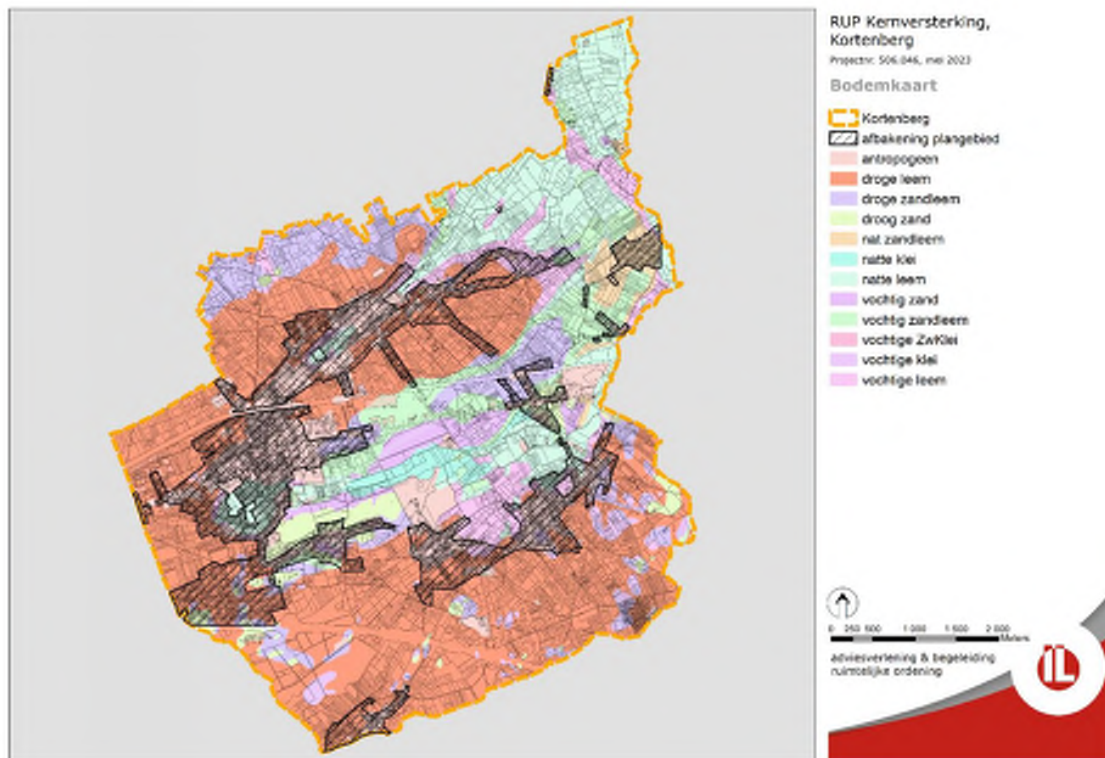 RUP Kernversterking,
Kortenberg
Projectnr. 506.046, mei 2023
Bodemkaart
Kortenberg
afbakening plangebied
antropogeen
droge leem
droge zandleem
droog zand
nat zandleem
natte klei
natte leem
vochtig zand
vochtig zandleem
vochtige ZwKlei
vochtige klei
vochtige leem
0 250 500 1 000 1 500 2 000
Meters
adviesverlening & begeleiding
ruimtelijke ordening
IL